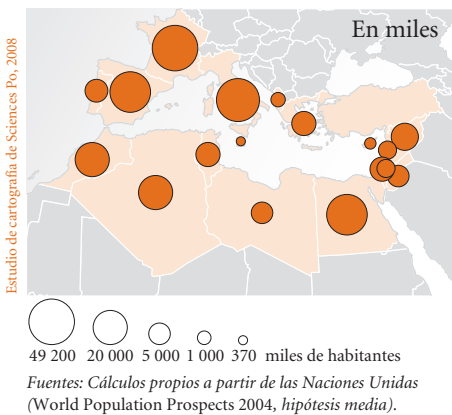 En miles
Estudio de cartografía de Sciences Po, 2008
49 200 20 000 5 000 1 000 370 miles de habitantes
Fuentes: Cálculos propios a partir de las Naciones Unidas
(World Population Prospects 2004, hipótesis media).